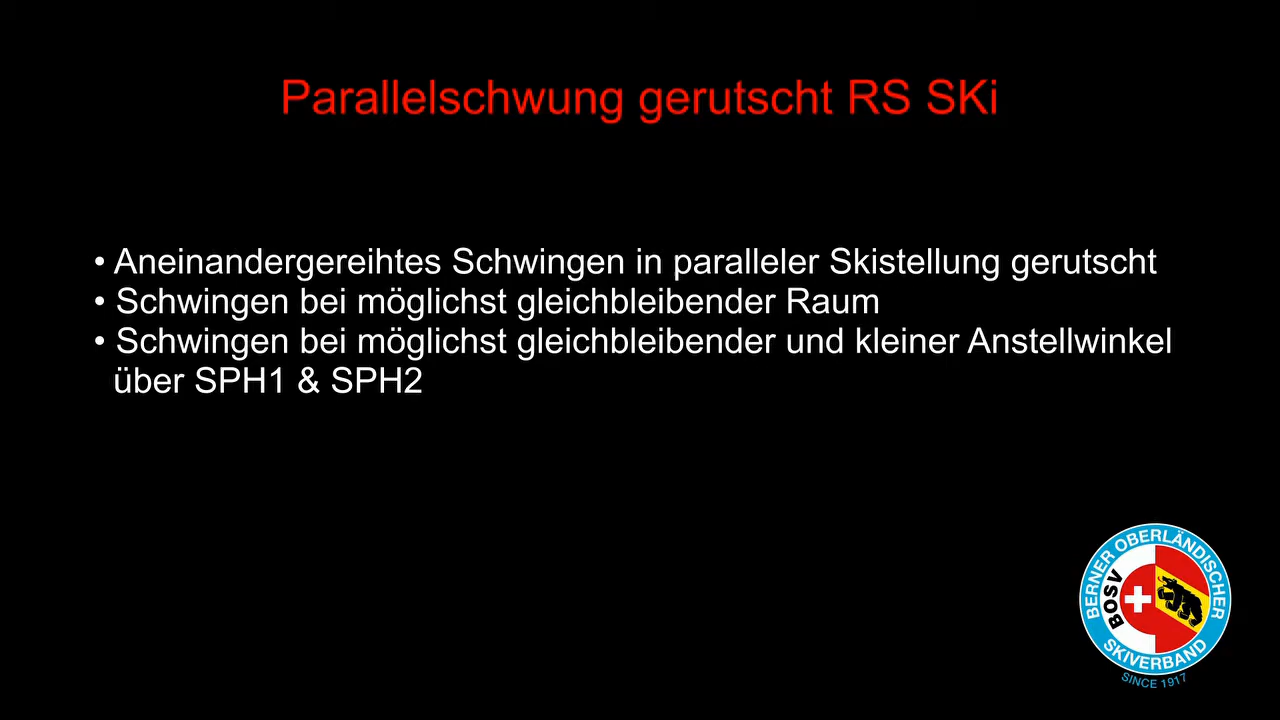 Parallelschwung gerutscht RS SKi
• Aneinandergereihtes Schwingen in paralleler Skistellung gerutscht
• Schwingen bei möglichst gleichbleibender Raum
• Schwingen bei möglichst gleichbleibender und kleiner Anstellwinkel
über SPH1 & SPH2
BERNER OBERLÄNDISCHER
BOSV
SKIVERBAND
SINCE 1917